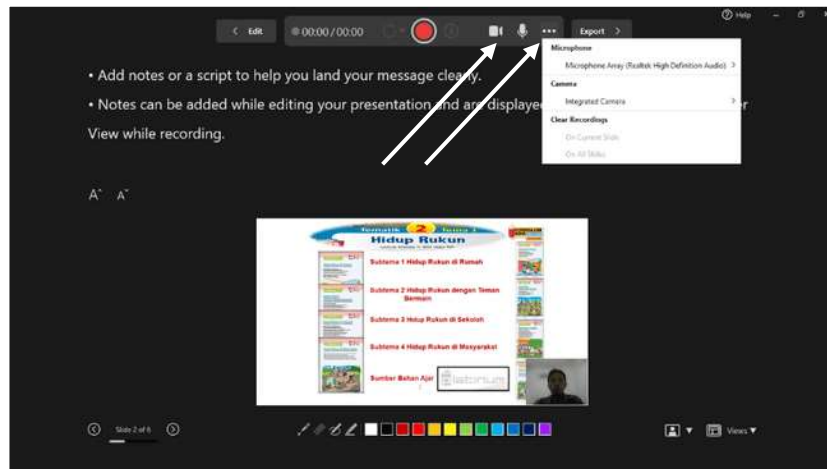 Help
Edit
00:00 / 00:00
Export
Microphone
Microphone Array (Realtek High Definition Audio)
Camera
Integrated Camera
Clear Recordings
On Current Slide
On All Slides
• Add notes or a script to help you land your message clearly.
• Notes can be added while editing your presentation and are displaye
er
View while recording.
A^ Aˇ
Tematik 2 Tema 1
Hidup Rukun
Subtema 1 Hidup Rukun di Rumah
Subtema 2 Hidup Rukun dengan Teman
Bermain
Subtema 3 Hidup Rukun di Sekolah
Subtema 4 Hidup Rukun di Masyarakat
Sumber Bahan Ajar
Slide 2 of 6
Views